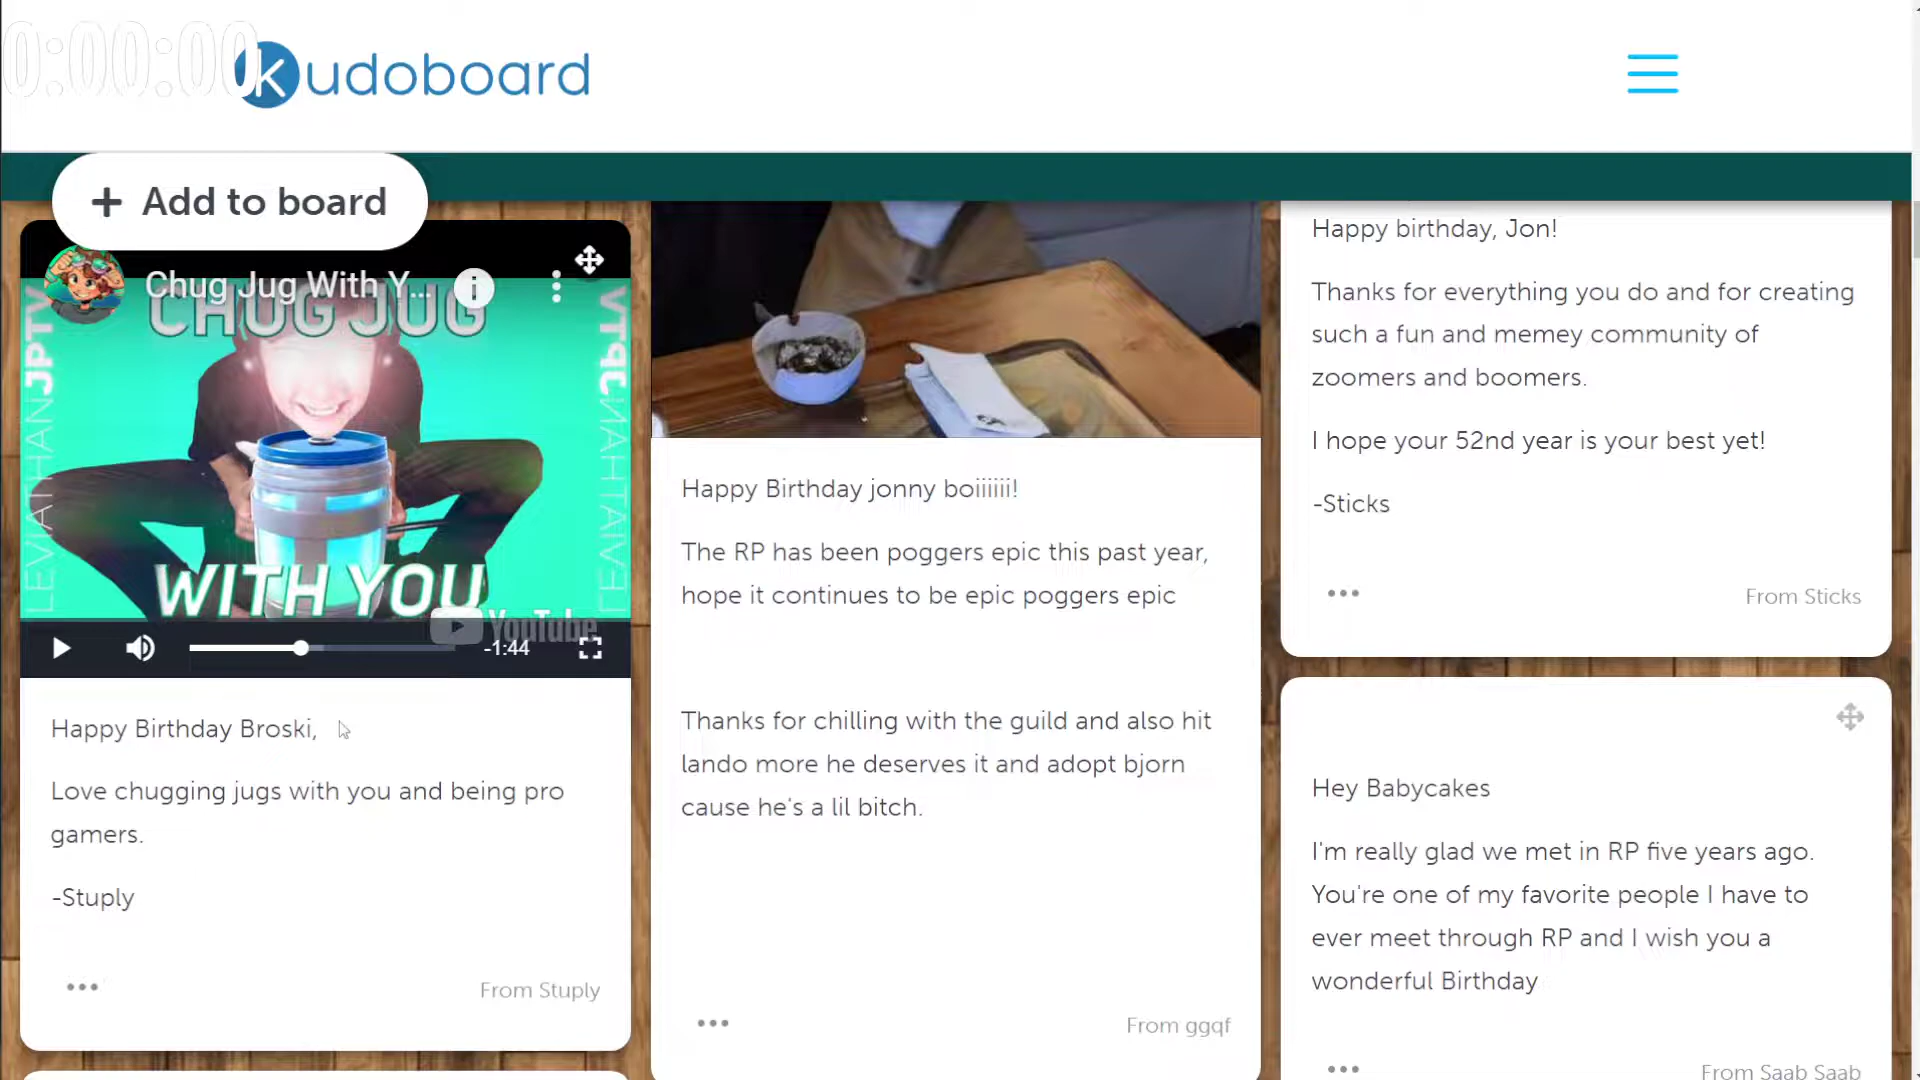 0:00:00
kudoboard
+ Add to board
Chug Jug With Y...
CHUG JUG
LEVIATHANJPTV
LEVIATHANJPTV
WITH YOU
YouTube
-1:44
Happy Birthday Broski,
Love chugging jugs with you and being pro
gamers.
-Stuply
From Stuply
Happy Birthday jonny boiiiiii!
The RP has been poggers epic this past year,
hope it continues to be epic poggers epic
Thanks for chilling with the guild and also hit
lando more he deserves it and adopt bjorn
cause he's a lil bitch.
From ggqf
Happy birthday, Jon!
Thanks for everything you do and for creating
such a fun and memey community of
zoomers and boomers.
I hope your 52nd year is your best yet!
-Sticks
From Sticks
Hey Babycakes
I'm really glad we met in RP five years ago.
You're one of my favorite people I have to
ever meet through RP and I wish you a
wonderful Birthday
From Saab Saab